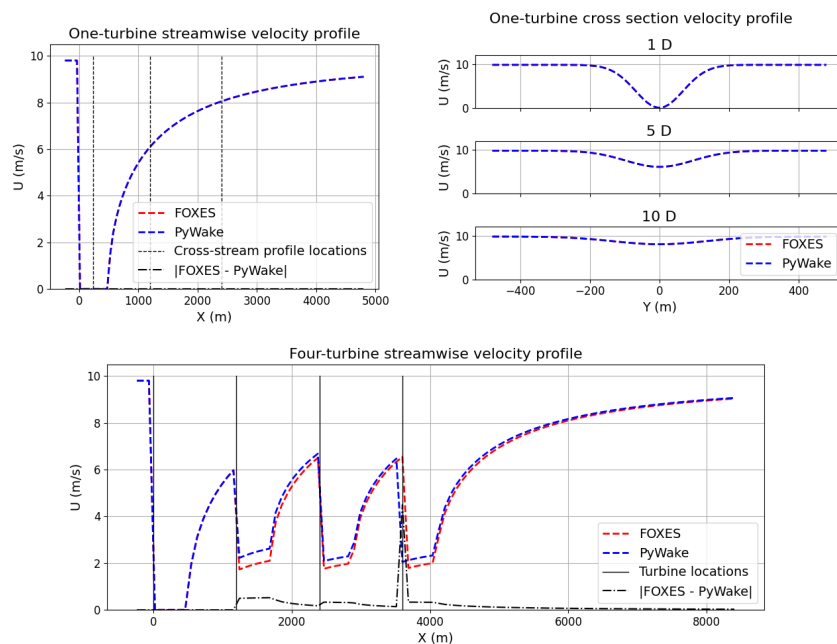 One-turbine streamwise velocity profile
10
8
6
4
2
0
U (m/s)
FOXES
PyWake
Cross-stream profile locations
|FOXES - PyWake|
0
1000
2000
3000
4000
5000
X (m)
One-turbine cross section velocity profile
1 D
10
0
U (m/s)
5 D
10
0
U (m/s)
10 D
10
0
U (m/s)
FOXES
PyWake
−400
−200
0
200
400
Y (m)
Four-turbine streamwise velocity profile
10
8
6
4
2
0
U (m/s)
FOXES
PyWake
Turbine locations
|FOXES - PyWake|
0
2000
4000
6000
8000
X (m)